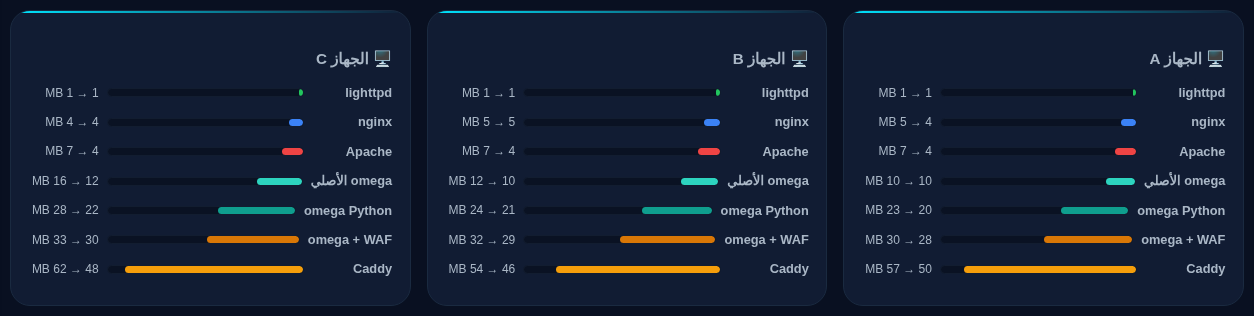 🖥️ الجهاز A
lighttpd 1 → 1 MB
nginx 4 → 5 MB
Apache 4 → 7 MB
omega الأصلي 10 → 10 MB
omega Python 20 → 23 MB
omega + WAF 28 → 30 MB
Caddy 50 → 57 MB
🖥️ الجهاز B
lighttpd 1 → 1 MB
nginx 5 → 5 MB
Apache 4 → 7 MB
omega الأصلي 10 → 12 MB
omega Python 21 → 24 MB
omega + WAF 29 → 32 MB
Caddy 46 → 54 MB
🖥️ الجهاز C
lighttpd 1 → 1 MB
nginx 4 → 4 MB
Apache 4 → 7 MB
omega الأصلي 12 → 16 MB
omega Python 22 → 28 MB
omega + WAF 30 → 33 MB
Caddy 48 → 62 MB